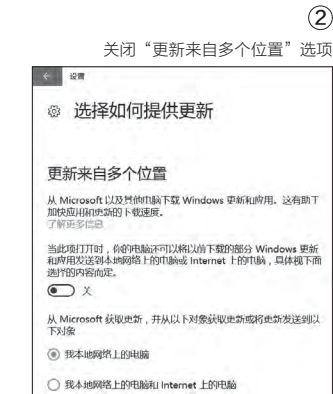 ②
关闭“更新来自多个位置”选项
设置
选择如何提供更新
更新来自多个位置
从 Microsoft 以及其他电脑下载 Windows 更新和应用。这有助于
加快应用和更新的下载速度。
了解更多信息
当此项打开时，你的电脑还可以将以前下载的部分 Windows 更新
和应用发送到本地网络上的电脑或 Internet 上的电脑，具体视下面
选择的内容而定。
关
从 Microsoft 获取更新，并从以下对象获取更新或将更新发送到以
下对象
我本地网络上的电脑
我本地网络上的电脑和 Internet 上的电脑